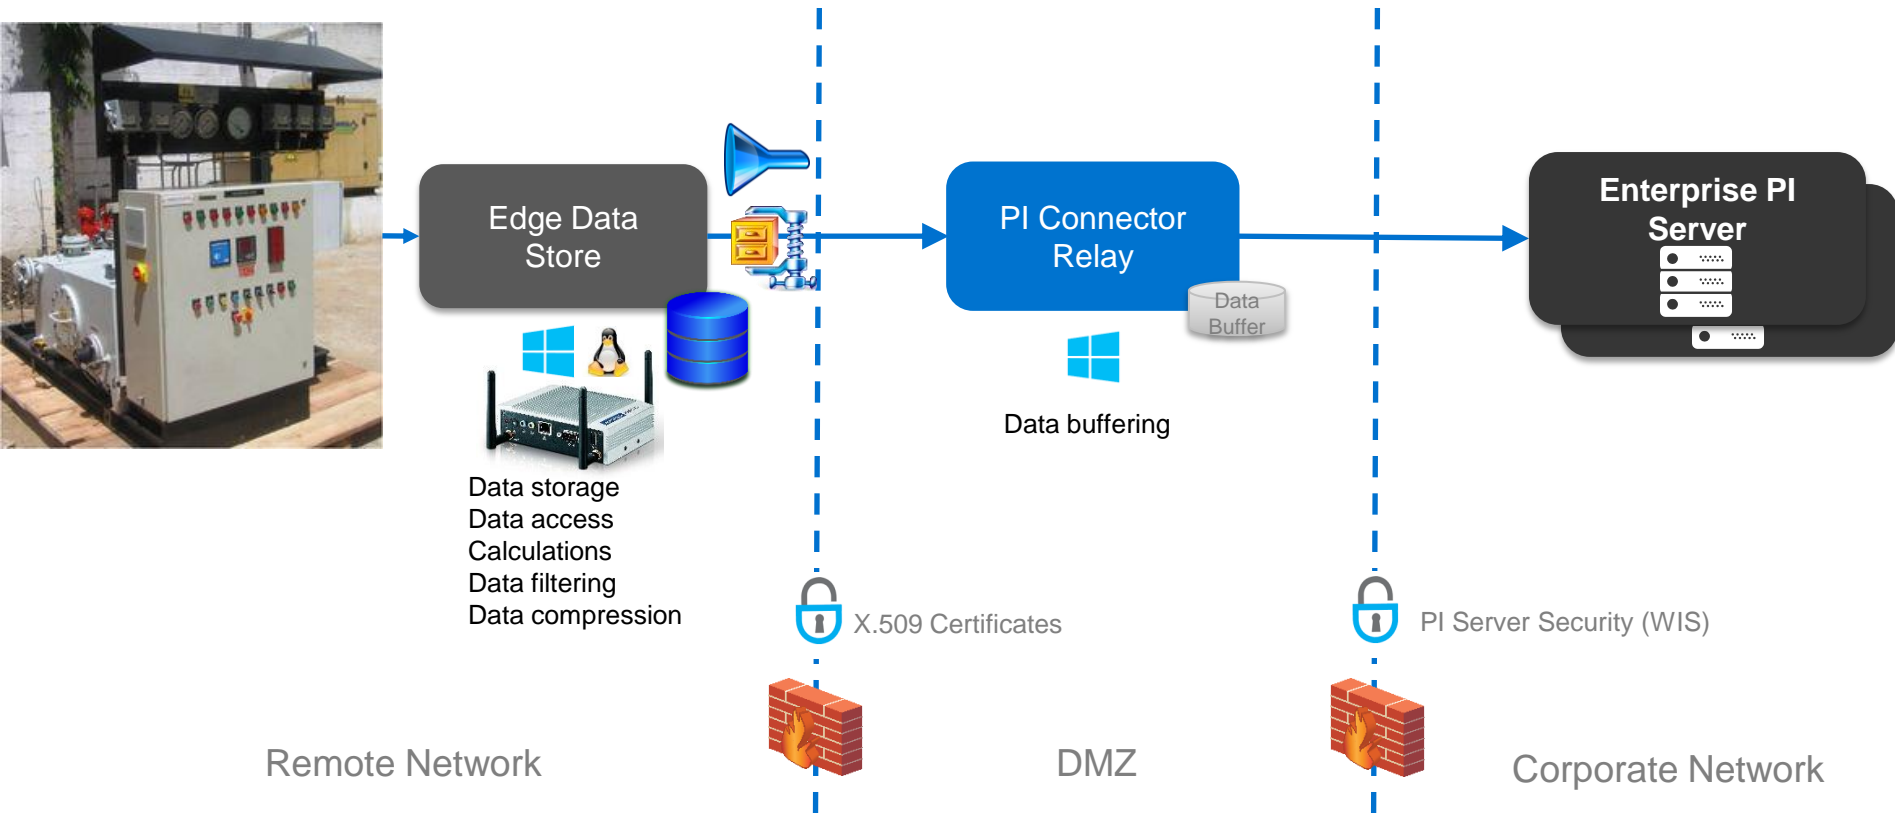 Edge Data
Store
PI Connector
Relay
Data
Buffer
Enterprise PI
Server
Data buffering
Data storage
Data access
Calculations
Data filtering
Data compression
X.509 Certificates
PI Server Security (WIS)
Remote Network
DMZ
Corporate Network